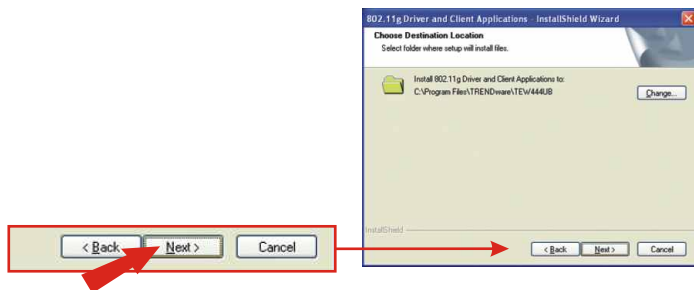 802.11g Driver and Client Applications - InstallShield Wizard
Choose Destination Location
Select folder where setup will install files.
Install 802.11g Driver and Client Applications to:
C:\Program Files\TRENDware\TEW444UB
Change...
InstallShield
< Back Next > Cancel
< Back Next > Cancel